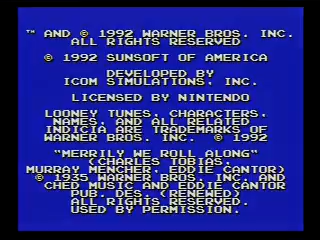 ™ AND © 1992 WARNER BROS. INC.
ALL RIGHTS RESERVED
© 1992 SUNSOFT OF AMERICA
DEVELOPED BY
ICOM SIMULATIONS, INC.
LICENSED BY NINTENDO
LOONEY TUNES, CHARACTERS,
NAMES, AND ALL RELATED
INDICIA ARE TRADEMARKS OF
WARNER BROS. INC. © 1992
"MERRILY WE ROLL ALONG"
(CHARLES TOBIAS,
MURRAY MENCHER, EDDIE CANTOR)
© 1935 WARNER BROS. INC. AND
CHED MUSIC AND EDDIE CANTOR
PUB. DES. (RENEWED)
ALL RIGHTS RESERVED.
USED BY PERMISSION.